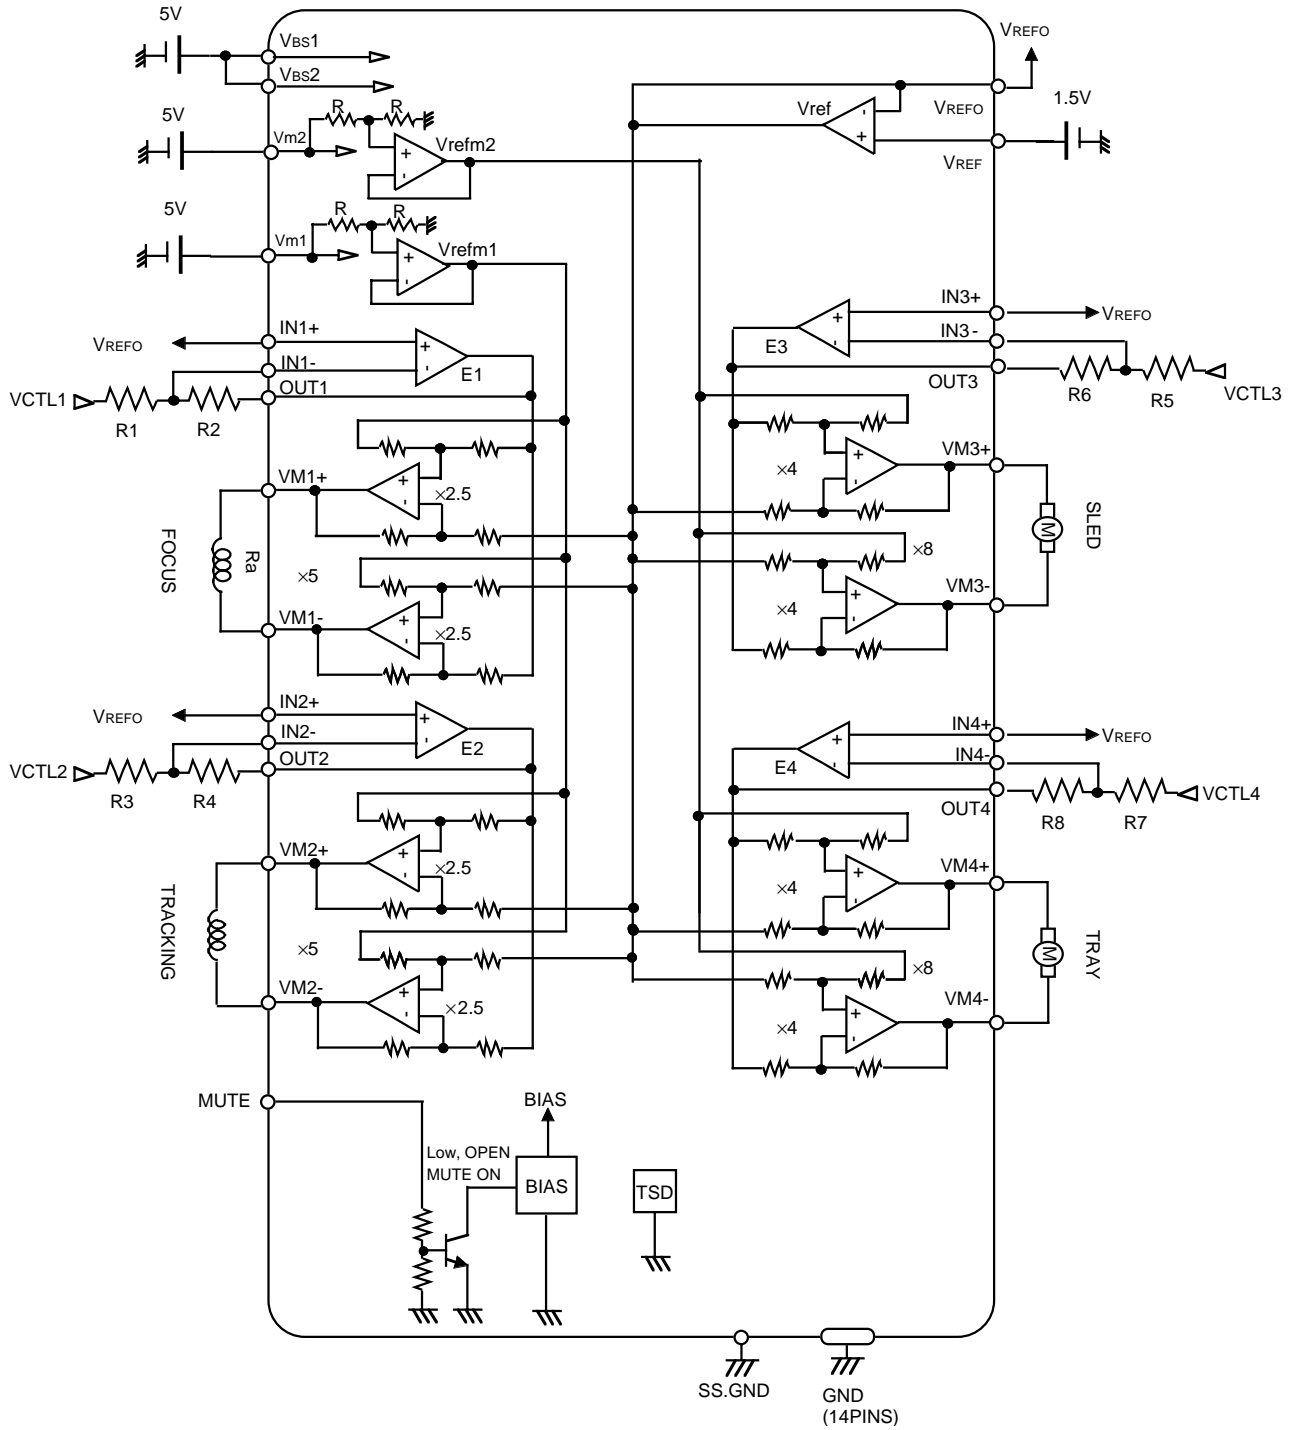 5V
VBS1
VBS2
VREFO
5V
R
R
Vm2
Vrefm2
Vref
VREFO
1.5V
VREF
5V
R
R
Vm1
Vrefm1
+
-
IN1+
VREFO
IN1-
E1
OUT1
VCTL1
R1
R2
IN3+
VREFO
IN3-
E3
OUT3
R6
R5
VCTL3
VM1+
×2.5
FOCUS
Ra
×5
VM1-
×2.5
×4
VM3+
SLED
M
×8
VM3-
×4
IN2+
VREFO
IN2-
E2
OUT2
VCTL2
R3
R4
IN4+
VREFO
IN4-
E4
OUT4
R8
R7
VCTL4
VM2+
×2.5
TRACKING
×5
VM2-
×2.5
×4
VM4+
TRAY
M
×8
VM4-
×4
MUTE
BIAS
Low, OPEN
MUTE ON
BIAS
TSD
SS.GND
GND
(14PINS)